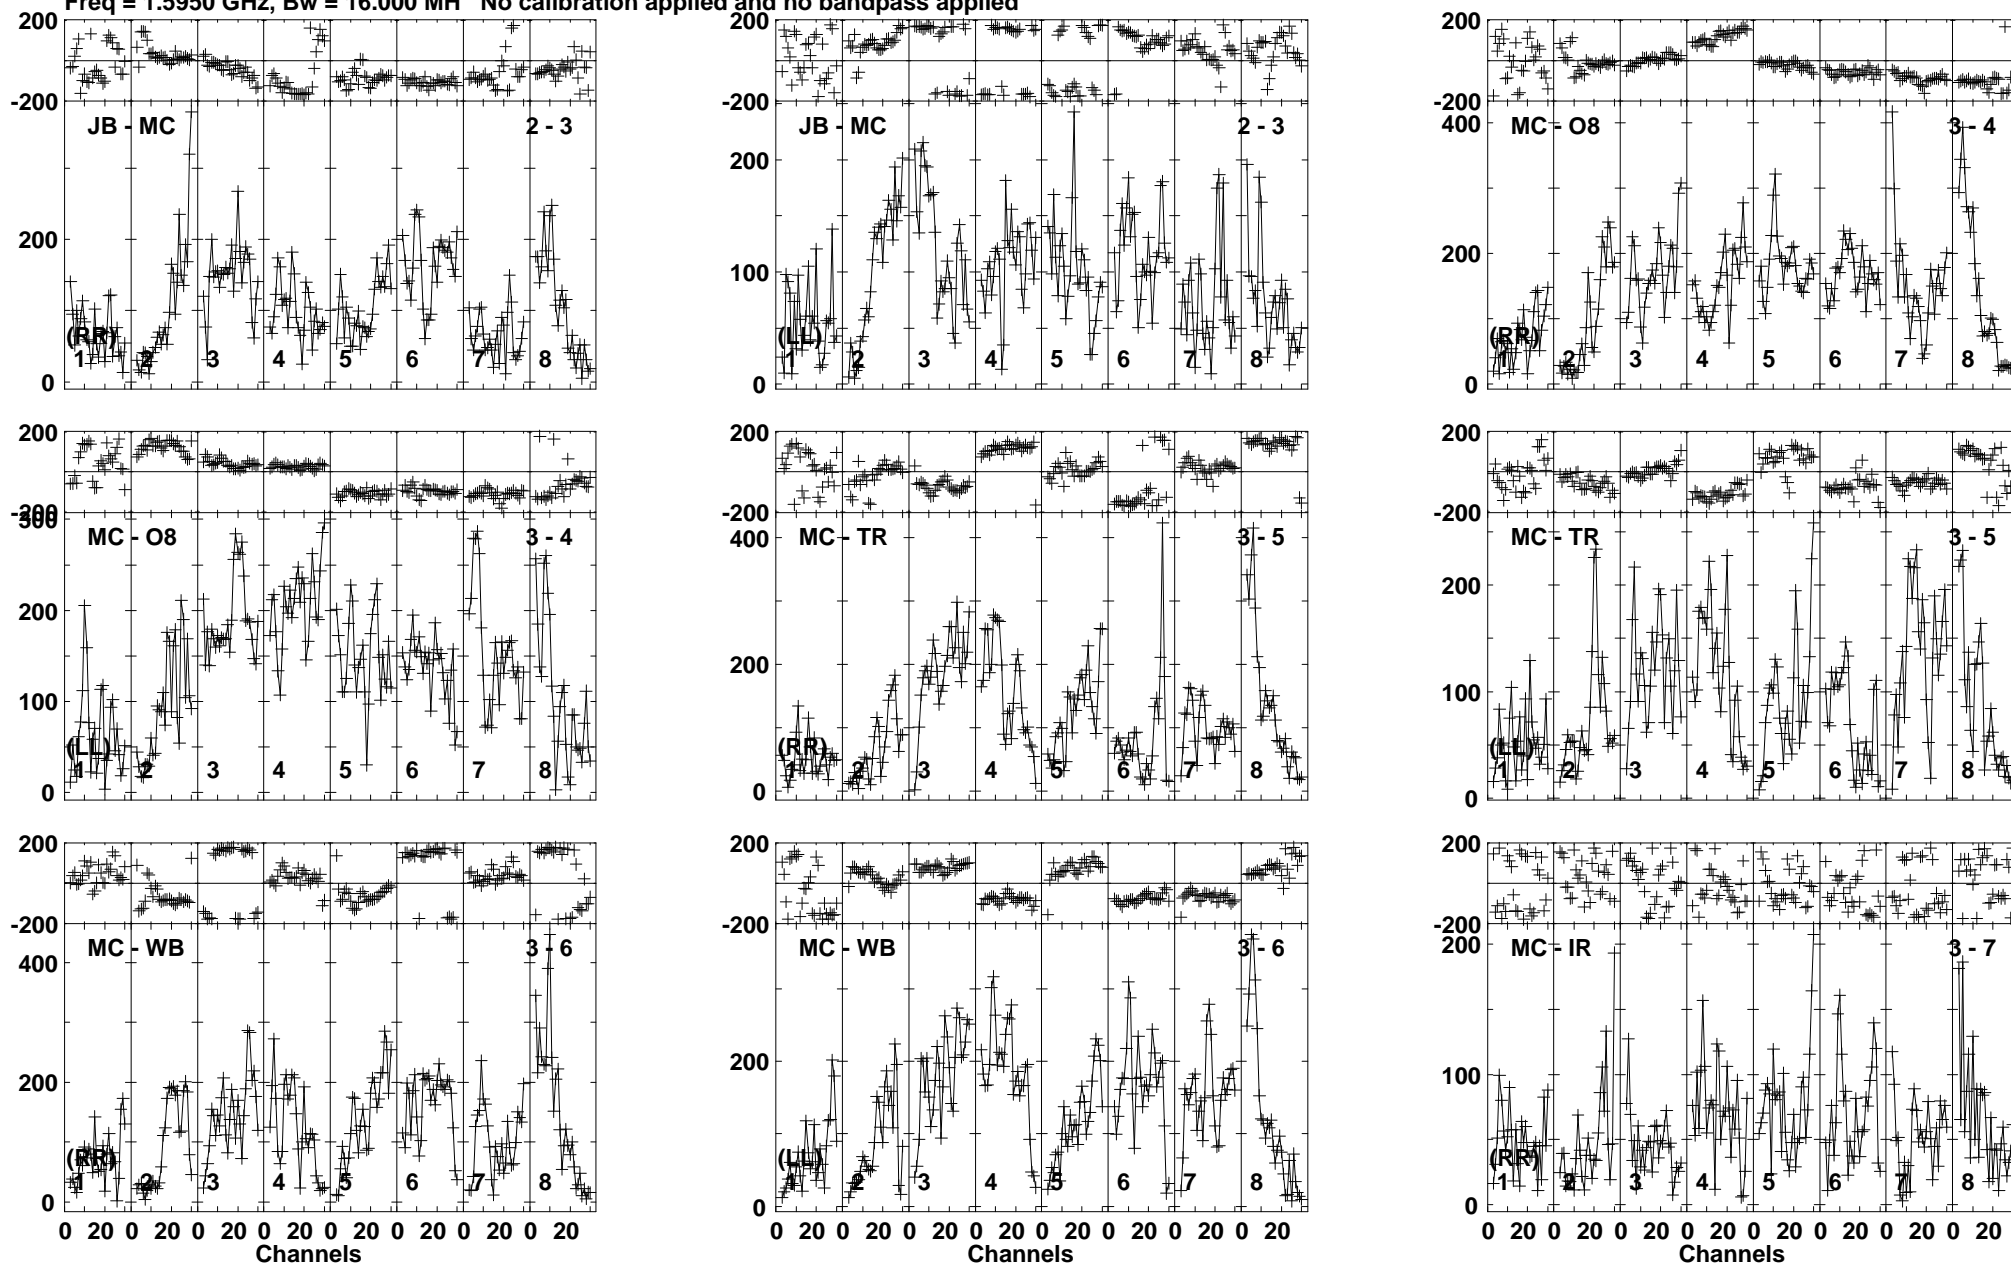 Freq = 1.5950 GHz, Bw = 16.000 MH No calibration applied and no bandpass applied
200 200 200
-200 -200 -200
JB - MC 2 - 3 JB - MC 2 - 3 MC - O8 3 - 4
400
200
200 200
100
(RR) (LL) (RR)
1 2 3 4 5 6 7 8 1 2 3 4 5 6 7 8 1 2 3 4 5 6 7 8
0 0 0
200 200 200
-200 -200 -200
300
MC - O8 3 - 4 MC - TR 3 - 5 MC - TR 3 - 5
400
200 200 200
100 100
(LL) (RR) (LL)
1 2 3 4 5 6 7 8 1 2 3 4 5 6 7 8 1 2 3 4 5 6 7 8
0 0 0
200 200 200
-200 -200 -200
MC - WB 3 - 6 MC - WB 3 - 6 MC - IR 3 - 7
400 200
200 200 100
(RR) (LL) (RR)
1 2 3 4 5 6 7 8 1 2 3 4 5 6 7 8 1 2 3 4 5 6 7 8
0 0 0
0 20 0 20 0 20 0 20 0 20 0 20 0 20 0 20 0 20 0 20 0 20 0 20 0 20 0 20 0 20 0 20 0 20 0 20 0 20 0 20 0 20 0 20 0 20 0 20
Channels Channels Channels